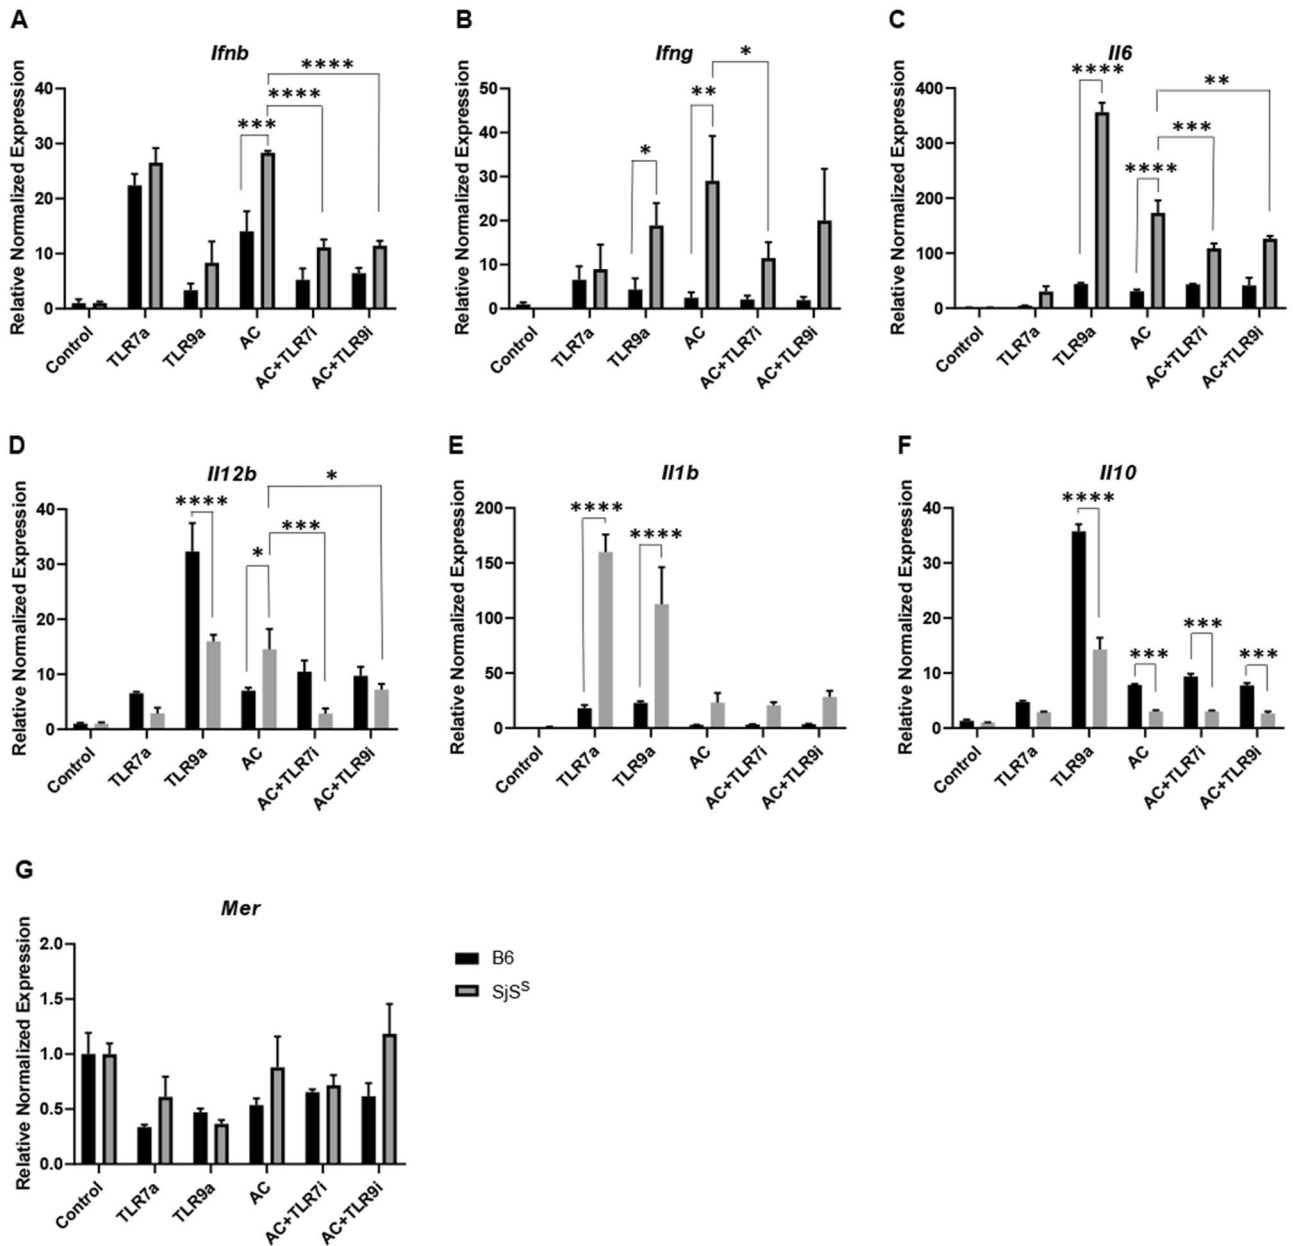 A
Ifnb
Relative Normalized Expression
40
30
20
10
0
***
****
****
Control
TLR7a
TLR9a
AC
AC+TLR7i
AC+TLR9i
B
Ifng
Relative Normalized Expression
50
40
30
20
10
0
*
**
*
Control
TLR7a
TLR9a
AC
AC+TLR7i
AC+TLR9i
C
Il6
Relative Normalized Expression
400
300
200
100
0
****
****
***
**
Control
TLR7a
TLR9a
AC
AC+TLR7i
AC+TLR9i
D
Il12b
Relative Normalized Expression
40
30
20
10
0
****
*
***
*
Control
TLR7a
TLR9a
AC
AC+TLR7i
AC+TLR9i
E
Il1b
Relative Normalized Expression
200
150
100
50
0
****
****
Control
TLR7a
TLR9a
AC
AC+TLR7i
AC+TLR9i
F
Il10
Relative Normalized Expression
40
30
20
10
0
****
***
***
***
Control
TLR7a
TLR9a
AC
AC+TLR7i
AC+TLR9i
G
Mer
Relative Normalized Expression
2.0
1.5
1.0
0.5
0.0
Control
TLR7a
TLR9a
AC
AC+TLR7i
AC+TLR9i
B6
SjSˢ